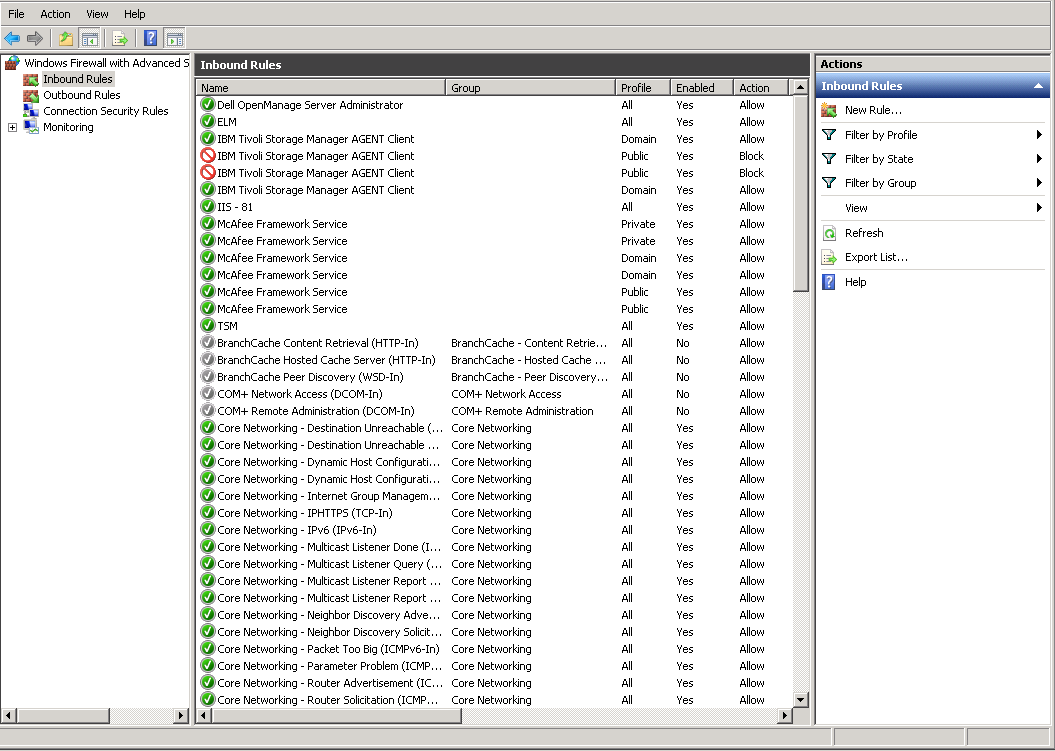 File Action View Help
Windows Firewall with Advanced S
Inbound Rules
Outbound Rules
Connection Security Rules
Monitoring
Inbound Rules
Name Group Profile Enabled Action
Dell OpenManage Server Administrator All Yes Allow
ELM All Yes Allow
IBM Tivoli Storage Manager AGENT Client Domain Yes Allow
IBM Tivoli Storage Manager AGENT Client Public Yes Block
IBM Tivoli Storage Manager AGENT Client Public Yes Block
IBM Tivoli Storage Manager AGENT Client Domain Yes Allow
IIS - 81 All Yes Allow
McAfee Framework Service Private Yes Allow
McAfee Framework Service Private Yes Allow
McAfee Framework Service Domain Yes Allow
McAfee Framework Service Domain Yes Allow
McAfee Framework Service Public Yes Allow
McAfee Framework Service Public Yes Allow
TSM All Yes Allow
BranchCache Content Retrieval (HTTP-In) BranchCache - Content Retrie... All No Allow
BranchCache Hosted Cache Server (HTTP-In) BranchCache - Hosted Cache ... All No Allow
BranchCache Peer Discovery (WSD-In) BranchCache - Peer Discovery... All No Allow
COM+ Network Access (DCOM-In) COM+ Network Access All No Allow
COM+ Remote Administration (DCOM-In) COM+ Remote Administration All No Allow
Core Networking - Destination Unreachable (... Core Networking All Yes Allow
Core Networking - Destination Unreachable ... Core Networking All Yes Allow
Core Networking - Dynamic Host Configurati... Core Networking All Yes Allow
Core Networking - Dynamic Host Configurati... Core Networking All Yes Allow
Core Networking - Internet Group Managem... Core Networking All Yes Allow
Core Networking - IPHTTPS (TCP-In) Core Networking All Yes Allow
Core Networking - IPv6 (IPv6-In) Core Networking All Yes Allow
Core Networking - Multicast Listener Done (I... Core Networking All Yes Allow
Core Networking - Multicast Listener Query (... Core Networking All Yes Allow
Core Networking - Multicast Listener Report ... Core Networking All Yes Allow
Core Networking - Multicast Listener Report ... Core Networking All Yes Allow
Core Networking - Neighbor Discovery Adve... Core Networking All Yes Allow
Core Networking - Neighbor Discovery Solicit... Core Networking All Yes Allow
Core Networking - Packet Too Big (ICMPv6-In) Core Networking All Yes Allow
Core Networking - Parameter Problem (ICMP... Core Networking All Yes Allow
Core Networking - Router Advertisement (IC... Core Networking All Yes Allow
Core Networking - Router Solicitation (ICMP... Core Networking All Yes Allow
Actions
Inbound Rules
New Rule...
Filter by Profile
Filter by State
Filter by Group
View
Refresh
Export List...
Help